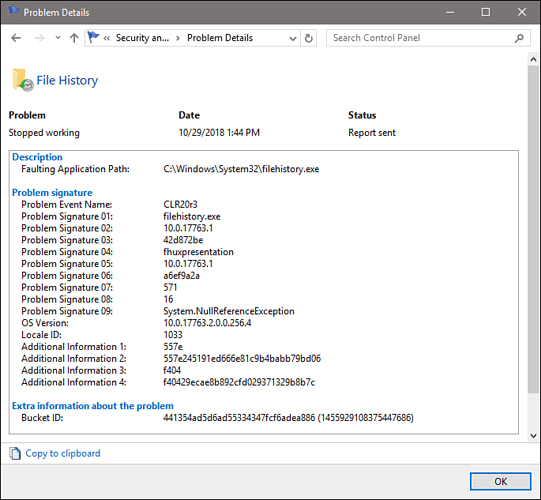 Problem Details
Security an... Problem Details Search Control Panel
File History
Problem Date Status
Stopped working 10/29/2018 1:44 PM Report sent
Description
Faulting Application Path: C:\Windows\System32\filehistory.exe
Problem signature
Problem Event Name: CLR20r3
Problem Signature 01: filehistory.exe
Problem Signature 02: 10.0.17763.1
Problem Signature 03: 42d872be
Problem Signature 04: fhuxpresentation
Problem Signature 05: 10.0.17763.1
Problem Signature 06: a6ef9a2a
Problem Signature 07: 571
Problem Signature 08: 16
Problem Signature 09: System.NullReferenceException
OS Version: 10.0.17763.2.0.0.256.4
Locale ID: 1033
Additional Information 1: 557e
Additional Information 2: 557e245191ed666e81c9b4babb79bd06
Additional Information 3: f404
Additional Information 4: f40429ecae8b892cfd029371329b8b7c
Extra information about the problem
Bucket ID: 441354ad5d6ad55334347fcf6adea886 (1455929108375447686)
Copy to clipboard
OK